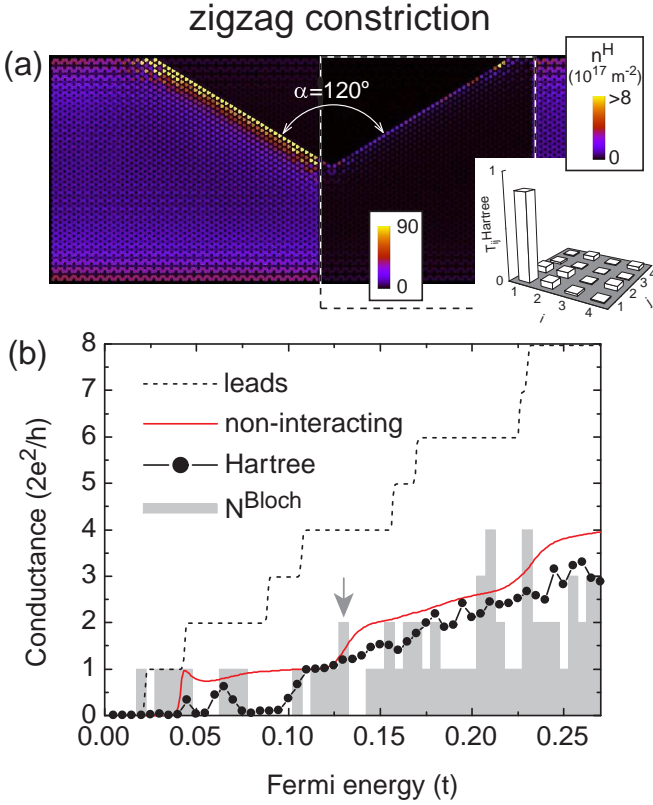 zigzag constriction
(a)
α=120°
n^H
(10^17 m^-2)
>8
0
90
0
1
0
T_ij^Hartree
1
2
3
4
i
1
2
3
4
j
(b)
8
7
6
5
4
3
2
1
0
Conductance (2e^2/h)
leads
non-interacting
Hartree
N^Bloch
0.00
0.05
0.10
0.15
0.20
0.25
Fermi energy (t)